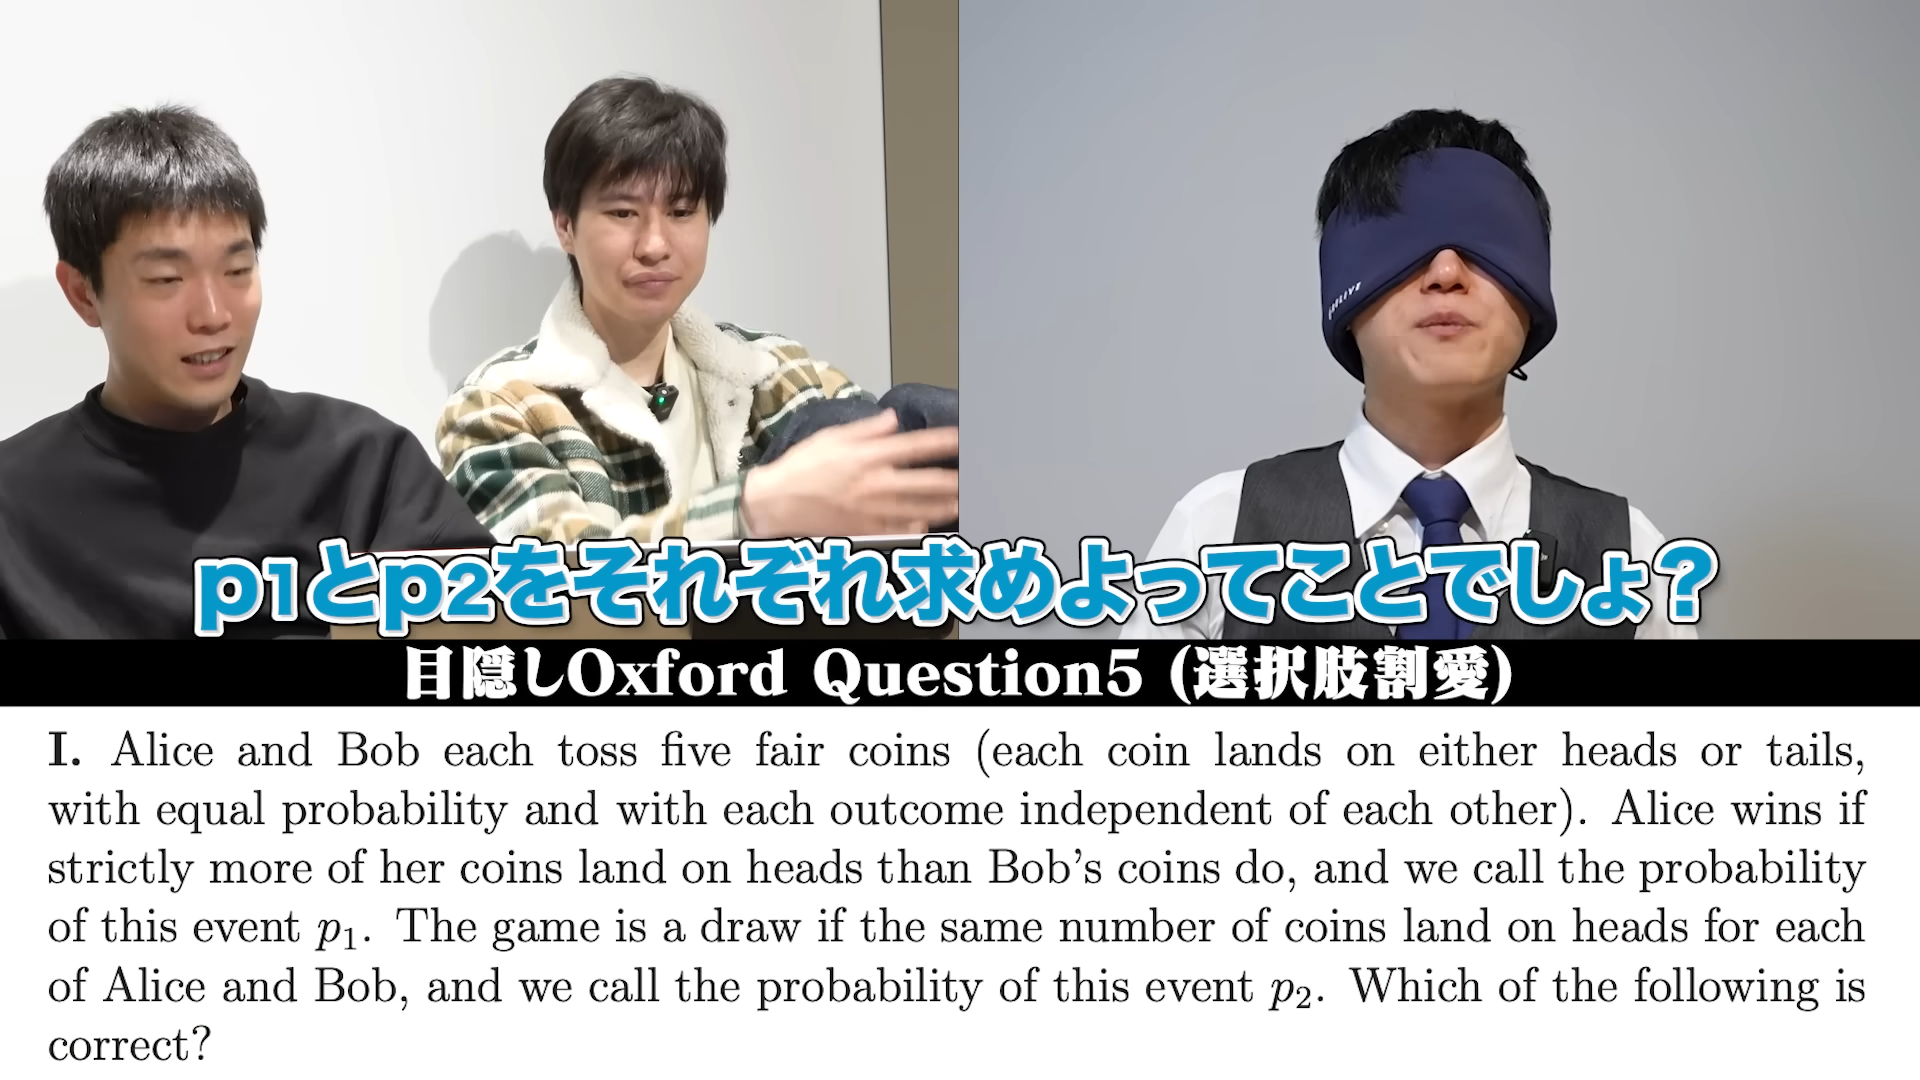 p1とp2をそれぞれ求めよってことでしょ？
目隠しOxford Question5 (選択肢割愛)
I. Alice and Bob each toss five fair coins (each coin lands on either heads or tails,
with equal probability and with each outcome independent of each other). Alice wins if
strictly more of her coins land on heads than Bob's coins do, and we call the probability
of this event p₁. The game is a draw if the same number of coins land on heads for each
of Alice and Bob, and we call the probability of this event p₂. Which of the following is
correct?